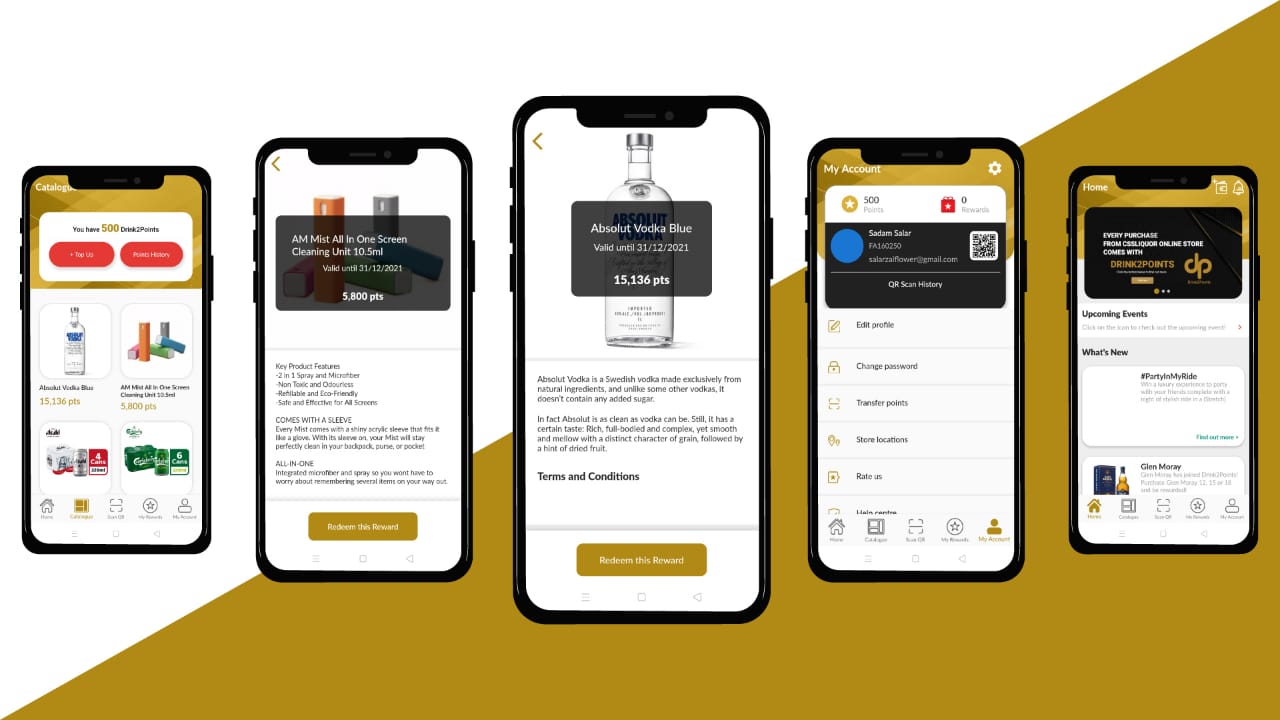 Catalogue
You have 500 Drink2Points
+ Top Up
Points History
Absolut Vodka Blue
15,136 pts
AM Mist All In One Screen
Cleaning Unit 10.5ml
5,800 pts
Asahi
4
Cans
320ml
Carlsberg
6
Cans
Home
Catalogue
Scan QR
My Rewards
My Account
AM Mist All In One Screen
Cleaning Unit 10.5ml
Valid until 31/12/2021
5,800 pts
Key Product Features
-2 in 1 Spray and Microfiber
-Non Toxic and Odourless
-Refillable and Eco-Friendly
-Safe and Effective for All Screens
COMES WITH A SLEEVE
Every Mist comes with a shiny acrylic sleeve that fits it
like a glove. With its sleeve on, your Mist will stay
perfectly clean in your backpack, purse, or pocket
ALL-IN-ONE
Integrated microfiber and spray so you wont have to
worry about remembering several items on your way out.
Redeem this Reward
ABSOLUT
VODKA
Absolut Vodka Blue
Valid until 31/12/2021
15,136 pts
IMPORTED
Absolut Vodka is a Swedish vodka made exclusively from
natural ingredients, and unlike some other vodkas, it
doesn't contain any added sugar.
In fact Absolut is as clean as vodka can be. Still, it has a
certain taste: Rich, full-bodied and complex, yet smooth
and mellow with a distinct character of grain, followed by
a hint of dried fruit.
Terms and Conditions
Redeem this Reward
My Account
500
Points
0
Rewards
Sadam Salar
FA160250
salarzaiflower@gmail.com
QR Scan History
Edit profile
Change password
Transfer points
Store locations
Rate us
Help centre
Home
Catalogue
Scan QR
My Rewards
My Account
Home
EVERY PURCHASE
FROM CSSLIQUOR ONLINE STORE
COMES WITH
DRINK2POINTS
dp
Upcoming Events
Click on the icon to check out the upcoming event!
What's New
#PartyInMyRide
Win a luxury experience to party
with your friends complete with a
night of stylish ride in a (Stretch)
Find out more >
Glen Moray
Glen Moray has joined Drink2Points!
Purchase Glen Moray 12, 15 or 16
and be rewarded!
Home
Catalogue
Scan QR
My Rewards
My Account